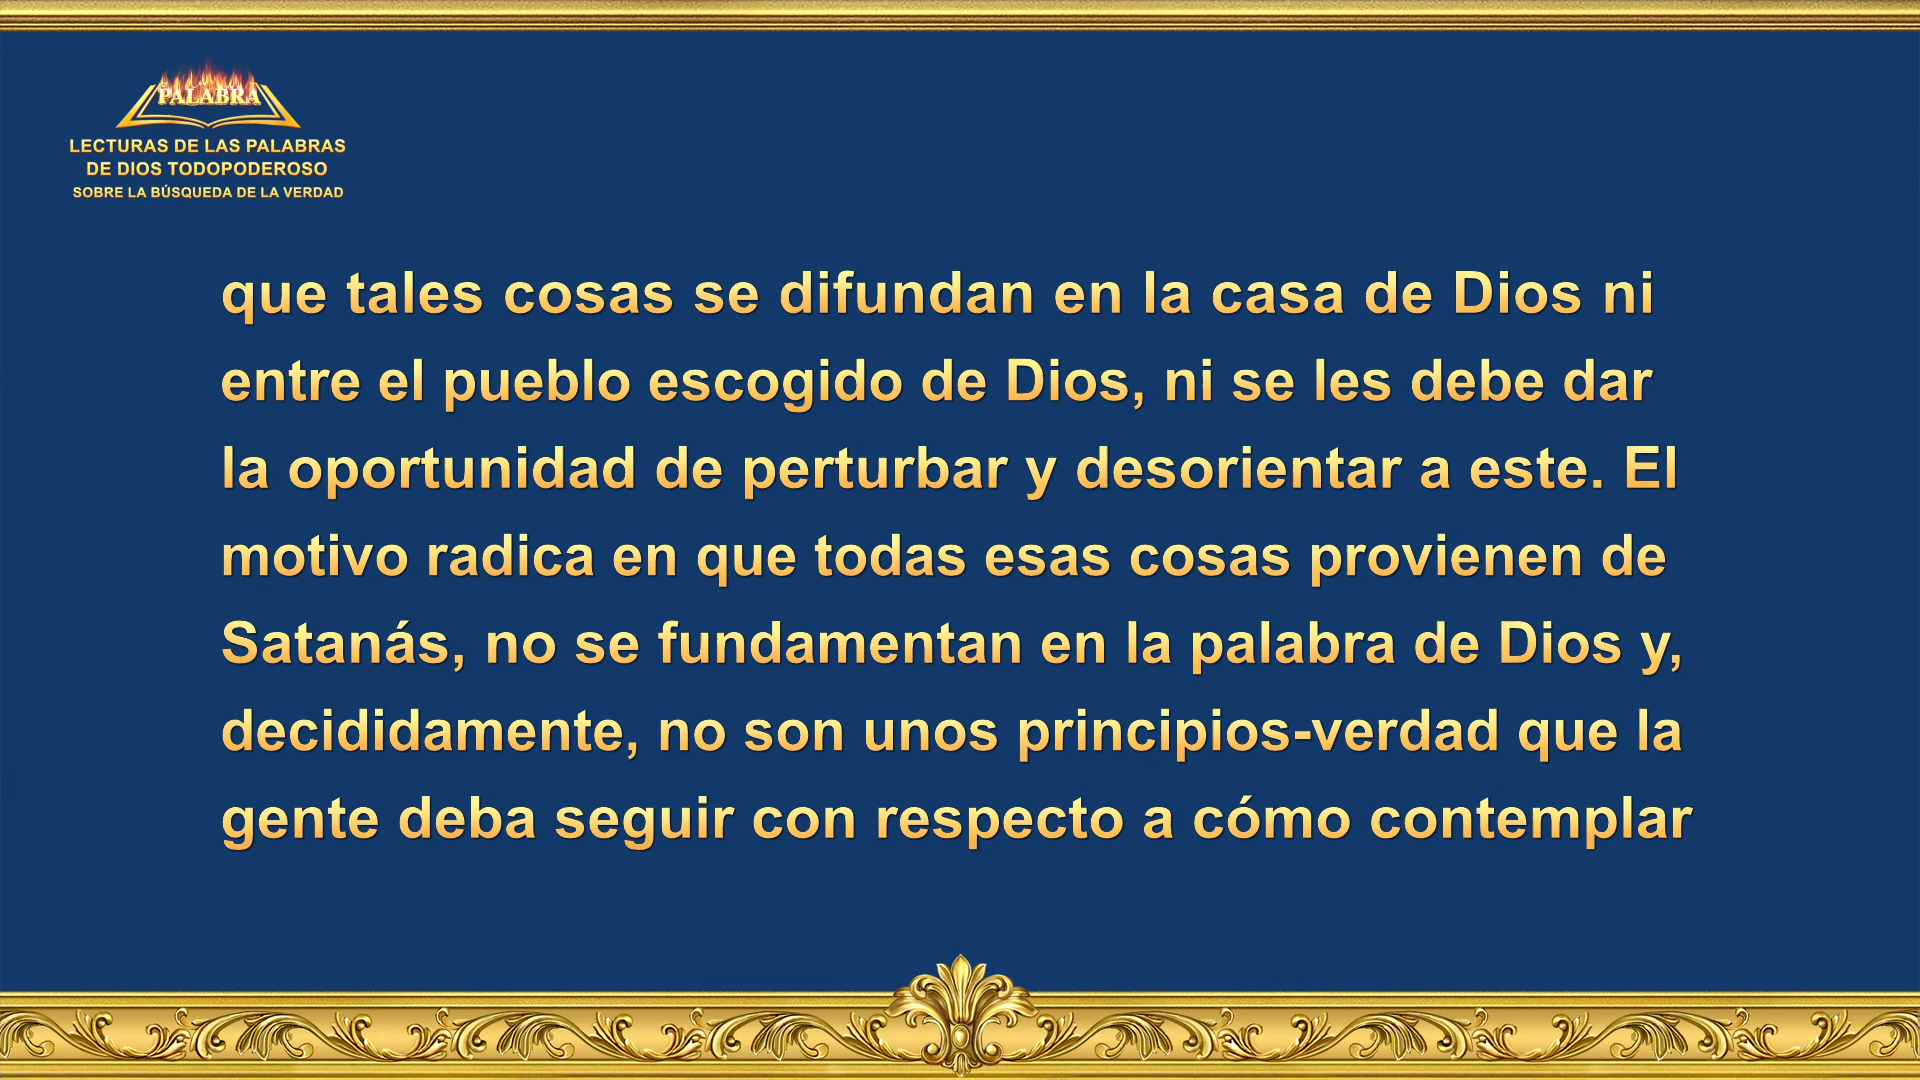 PALABRA
LECTURAS DE LAS PALABRAS
DE DIOS TODOPODEROSO
SOBRE LA BÚSQUEDA DE LA VERDAD
que tales cosas se difundan en la casa de Dios ni
entre el pueblo escogido de Dios, ni se les debe dar
la oportunidad de perturbar y desorientar a este. El
motivo radica en que todas esas cosas provienen de
Satanás, no se fundamentan en la palabra de Dios y,
decididamente, no son unos principios-verdad que la
gente deba seguir con respecto a cómo contemplar